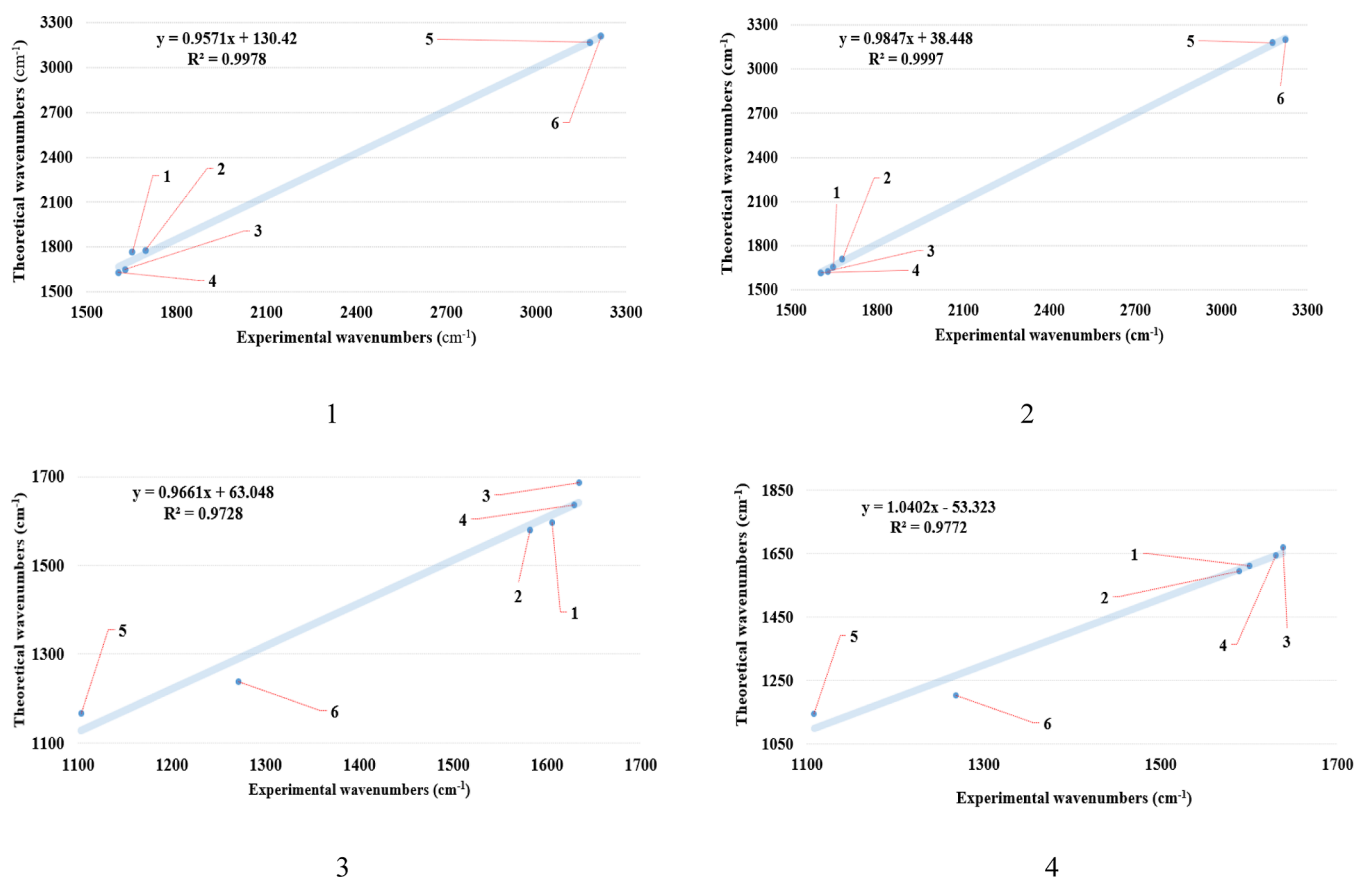 y = 0.9571x + 130.42
R² = 0.9978
Theoretical wavenumbers (cm-1)
3300
3000
2700
2400
2100
1800
1500
5
6
1
2
3
4
1500 1800 2100 2400 2700 3000 3300
Experimental wavenumbers (cm-1)
1
y = 0.9847x + 38.448
R² = 0.9997
Theoretical wavenumbers (cm-1)
3300
3000
2700
2400
2100
1800
1500
5
6
1
2
3
4
1500 1800 2100 2400 2700 3000 3300
Experimental wavenumbers (cm-1)
2
y = 0.9661x + 63.048
R² = 0.9728
Theoretical wavenumbers (cm-1)
1700
1500
1300
1100
3
4
2
1
5
6
1100 1200 1300 1400 1500 1600 1700
Experimental wavenumbers (cm-1)
3
y = 1.0402x - 53.323
R² = 0.9772
Theoretical wavenumbers (cm-1)
1850
1650
1450
1250
1050
1
2
4
3
5
6
1100 1300 1500 1700
Experimental wavenumbers (cm-1)
4